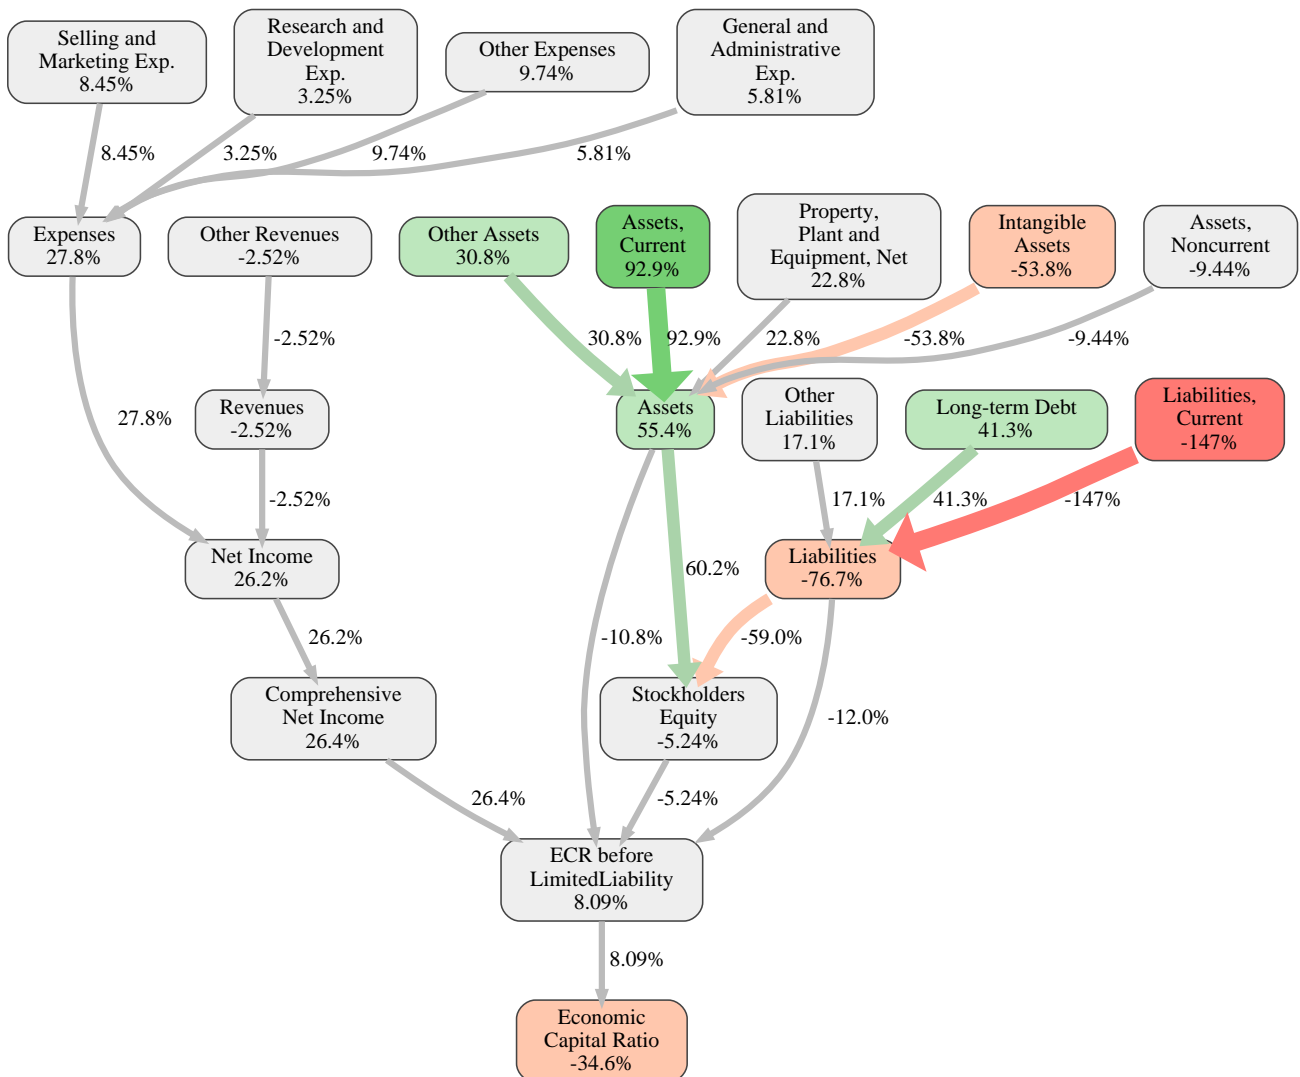 Selling and
Marketing Exp.
8.45%
Research and
Development
Exp.
3.25%
Other Expenses
9.74%
General and
Administrative
Exp.
5.81%
8.45%
3.25%
9.74%
5.81%
Expenses
27.8%
Other Revenues
-2.52%
Other Assets
30.8%
Assets,
Current
92.9%
Property,
Plant and
Equipment, Net
22.8%
Intangible
Assets
-53.8%
Assets,
Noncurrent
-9.44%
-2.52%
30.8%
92.9%
22.8%
-53.8%
-9.44%
27.8%
Revenues
-2.52%
Assets
55.4%
Other
Liabilities
17.1%
Long-term Debt
41.3%
Liabilities,
Current
-147%
-2.52%
17.1%
41.3%
-147%
Net Income
26.2%
60.2%
Liabilities
-76.7%
26.2%
-10.8%
-59.0%
Comprehensive
Net Income
26.4%
Stockholders
Equity
-5.24%
-12.0%
26.4%
-5.24%
ECR before
LimitedLiability
8.09%
8.09%
Economic
Capital Ratio
-34.6%